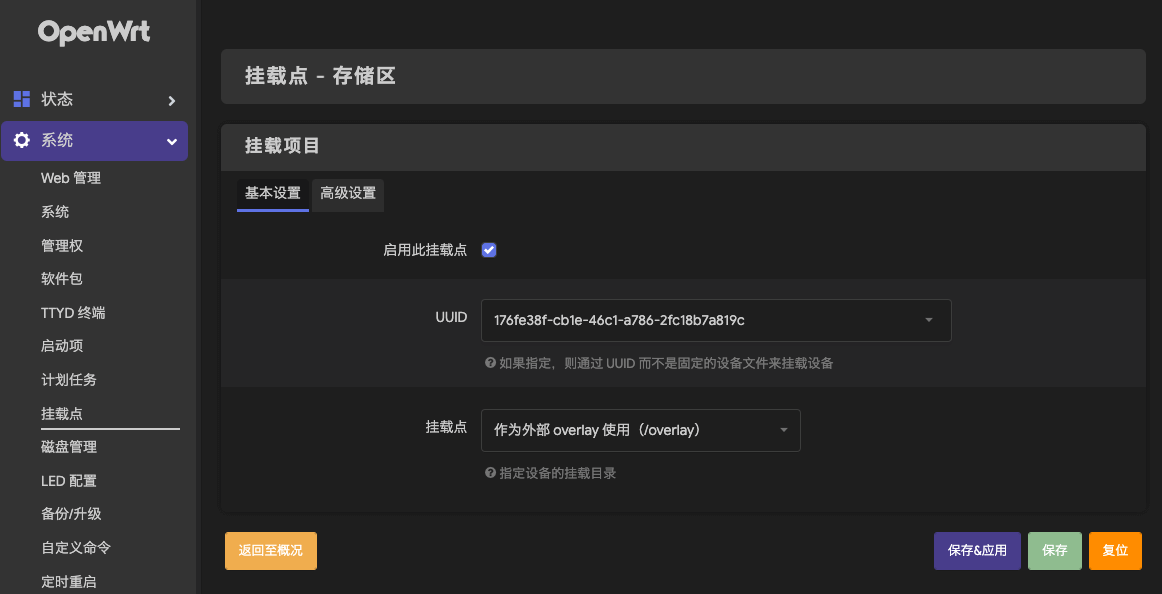 OpenWrt
状态
系统
Web 管理
系统
管理权
软件包
TTYD 终端
启动项
计划任务
挂载点
磁盘管理
LED 配置
备份/升级
自定义命令
定时重启
挂载点 - 存储区
挂载项目
基本设置 高级设置
启用此挂载点
UUID 176fe38f-cb1e-46c1-a786-2fc18b7a819c
如果指定，则通过 UUID 而不是固定的设备文件来挂载设备
挂载点 作为外部 overlay 使用（/overlay）
指定设备的挂载目录
返回至概况 保存&应用 保存 复位